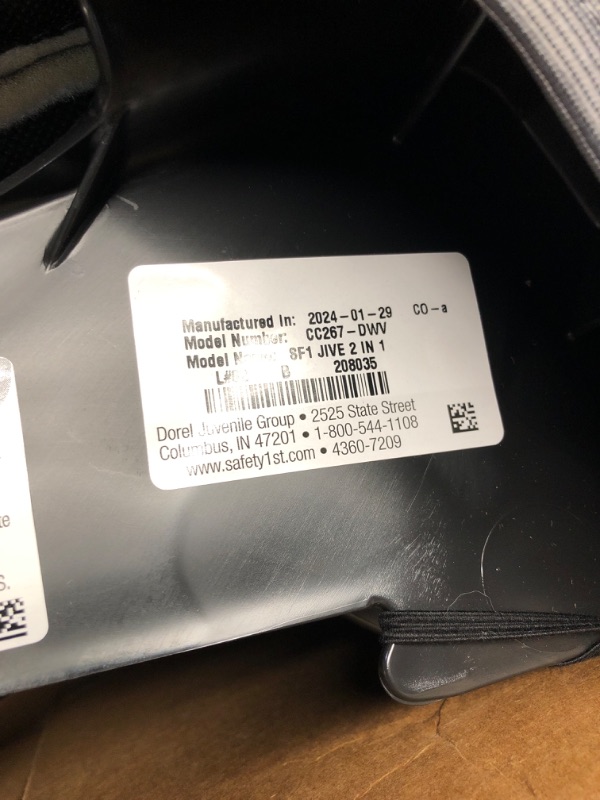 Manufactured In: 2024-01-29 CO-a
Model Number: CC267-DWV
Model SF1 JIVE 2 IN 1
B 208035
Dorel Juvenile Group • 2525 State Street
Columbus, IN 47201 • 1-800-544-1108
www.safety1st.com • 4360-7209
S.